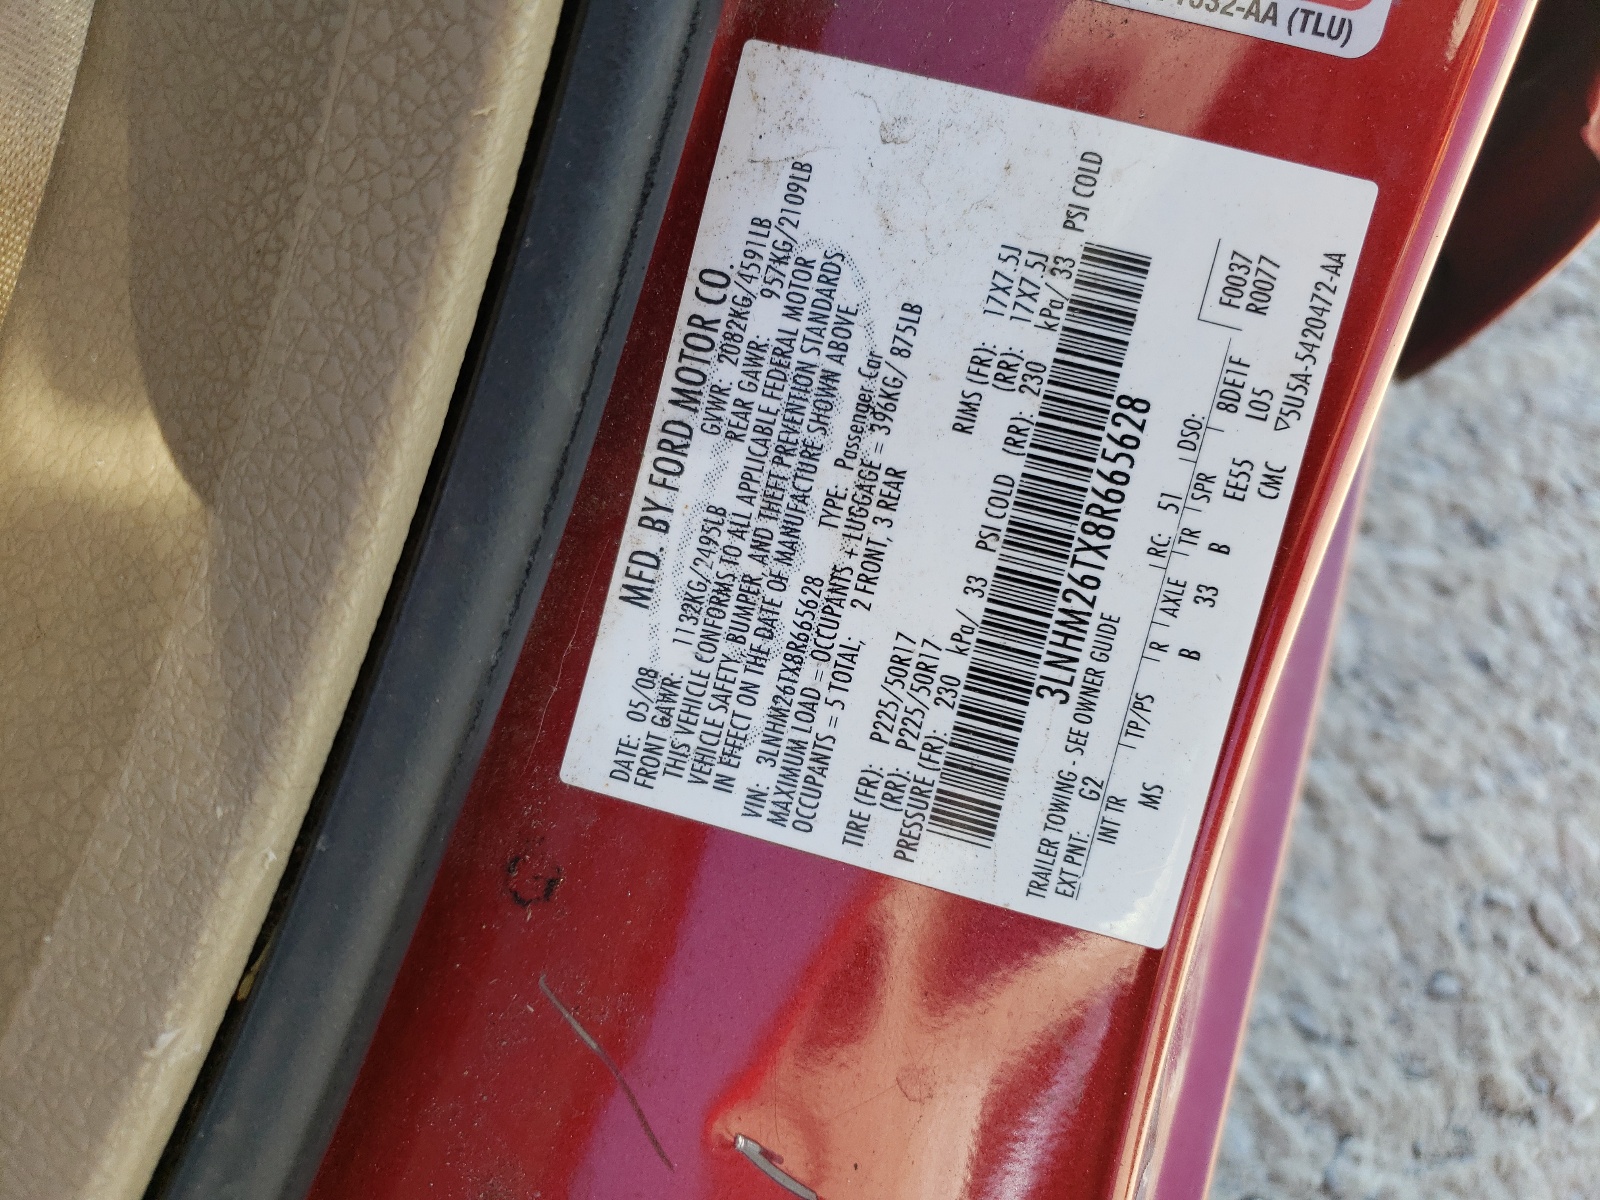 1032-AA (TLU)
MFD. BY FORD MOTOR CO
DATE: 05/08 GVWR: 2082KG/4591LB
FRONT GAWR: 1132KG/2495LB REAR GAWR: 957KG/2109LB
THIS VEHICLE CONFORMS TO ALL APPLICABLE FEDERAL MOTOR
VEHICLE SAFETY, BUMPER, AND THEFT PREVENTION STANDARDS
IN EFFECT ON THE DATE OF MANUFACTURE SHOWN ABOVE.
VIN: 3LNHM26TX8R665628 TYPE: Passenger Car
MAXIMUM LOAD = OCCUPANTS + LUGGAGE = 396KG/ 875LB
OCCUPANTS = 5 TOTAL, 2 FRONT, 3 REAR
TIRE (FR): P225/50R17 RIMS (FR): 17X7.5J
(RR): P225/50R17 (RR): 17X7.5J
PRESSURE (FR): 230 kPa/ 33 PSI COLD (RR): 230 kPa/ 33 PSI COLD
3LNHM26TX8R665628
TRAILER TOWING - SEE OWNER GUIDE
EXT PNT: G2 RC: 51 DSO: F0037
R0077
INT TR TP/PS R AXLE TR SPR 8DE1F
MS B 33 B EE55 L05
CMC ▽5U5A-5420472-AA